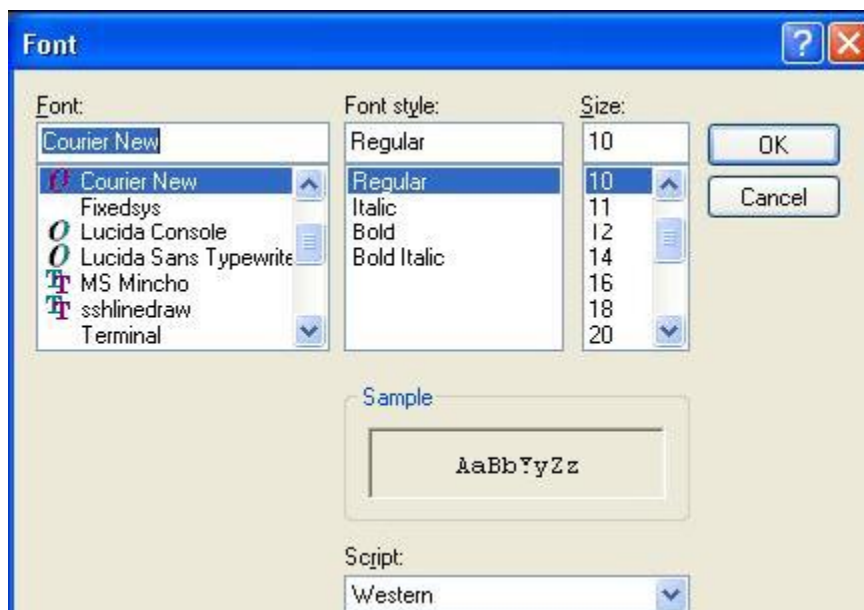 Font
Font:
Font style:
Size:
Courier New
Regular
10
OK
Courier New
Fixedsys
Lucida Console
Lucida Sans Typewrite
MS Mincho
sshlinedraw
Terminal
Regular
Italic
Bold
Bold Italic
10
11
12
14
16
18
20
Cancel
Sample
AaBbYyZz
Script:
Western